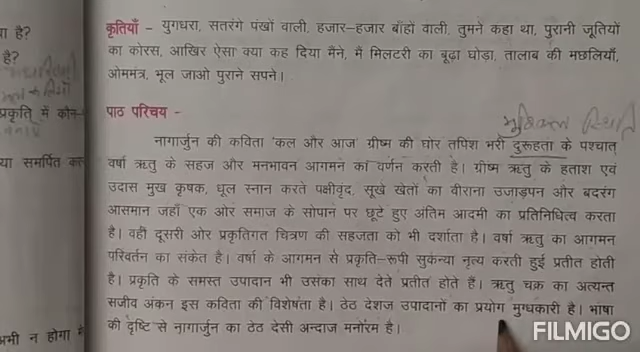 ा है?
है?
प्रकृति में कौन-
या समर्पित का
अभी न होगा मे
कृतियाँ – युगधरा, सतरंगे पंखों वाली, हजार-हजार बाँहों वाली, तुमने कहा था, पुरानी जूतियों
का कोरस, आखिर ऐसा क्या कह दिया मैने, मै मिलटरी का बूढ़ा घोड़ा, तालाब की मछलियाँ,
ओममंत्र, भूल जाओ पुराने सपने।
पाठ परिचय -
स्थिति
नागार्जुन की कविता 'कल और आज' ग्रीष्म की घोर तपिश भरी दुरूहता के पश्चात्
वर्षा ऋतु के सहज और मनभावन आगमन का वर्णन करती है। ग्रीष्म ऋतु के हताश एवं
उदास मुख कृषक, धूल स्नान करते पक्षीवृंद, सूखे खेतों का वीराना उजाड़पन और बदरंग
आसमान जहाँ एक ओर समाज के सोपान पर छूटे हुए अंतिम आदमी का प्रतिनिधित्व करता
है। वहीं दूसरी ओर प्रकृतिगत चित्रण की सहजता को भी दर्शाता है। वर्षा ऋतु का आगमन
परिवर्तन का संकेत है। वर्षा के आगमन से प्रकृति-रूपी सुकन्या नृत्य करती हुई प्रतीत होती
है। प्रकृति के समस्त उपादान भी उसका साथ देते प्रतीत होते हैं। ऋतु चक्र का अत्यन्त
सजीव अंकन इस कविता की विशेषता है। ठेठ देशज उपादानों का प्रयोग मुग्धकारी है। भाषा
की दृष्टि से नागार्जुन का ठेठ देसी अन्दाज मनोरम है।
FILMIGO